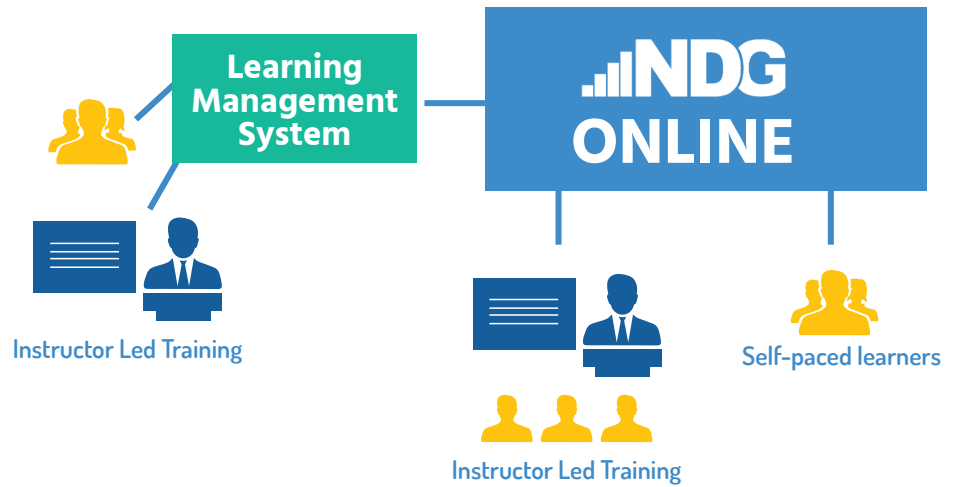 Learning
Management
System
NDG
ONLINE
Instructor Led Training
Self-paced learners
Instructor Led Training